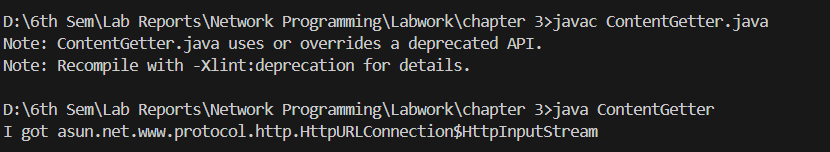 D:\6th Sem\Lab Reports\Network Programming\Labwork\chapter 3>javac ContentGetter.java
Note: ContentGetter.java uses or overrides a deprecated API.
Note: Recompile with -Xlint:deprecation for details.
D:\6th Sem\Lab Reports\Network Programming\Labwork\chapter 3>java ContentGetter
I got asun.net.www.protocol.http.HttpURLConnection$HttpInputStream